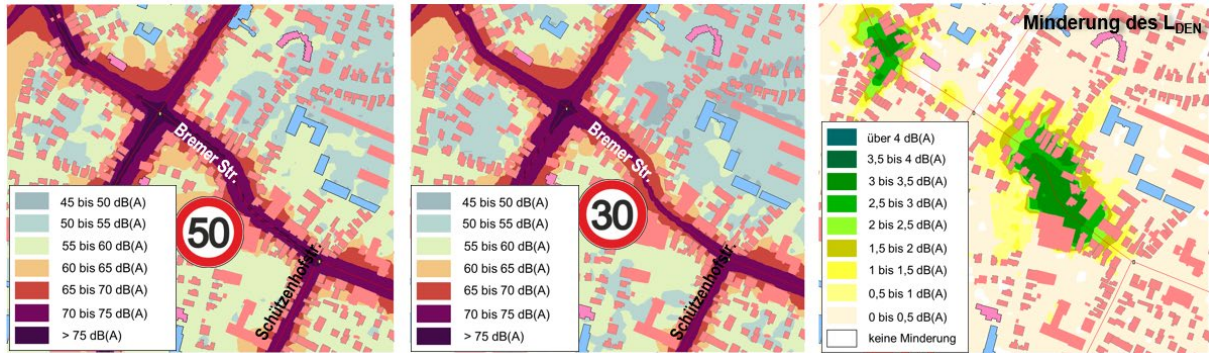 Bremer Str.
50
45 bis 50 dB(A)
50 bis 55 dB(A)
55 bis 60 dB(A)
60 bis 65 dB(A)
65 bis 70 dB(A)
70 bis 75 dB(A)
> 75 dB(A)
Schützenhofstr.
Bremer Str.
30
45 bis 50 dB(A)
50 bis 55 dB(A)
55 bis 60 dB(A)
60 bis 65 dB(A)
65 bis 70 dB(A)
70 bis 75 dB(A)
> 75 dB(A)
Schützenhofstr.
Minderung des LDEN
über 4 dB(A)
3,5 bis 4 dB(A)
3 bis 3,5 dB(A)
2,5 bis 3 dB(A)
2 bis 2,5 dB(A)
1,5 bis 2 dB(A)
1 bis 1,5 dB(A)
0,5 bis 1 dB(A)
0 bis 0,5 dB(A)
keine Minderung